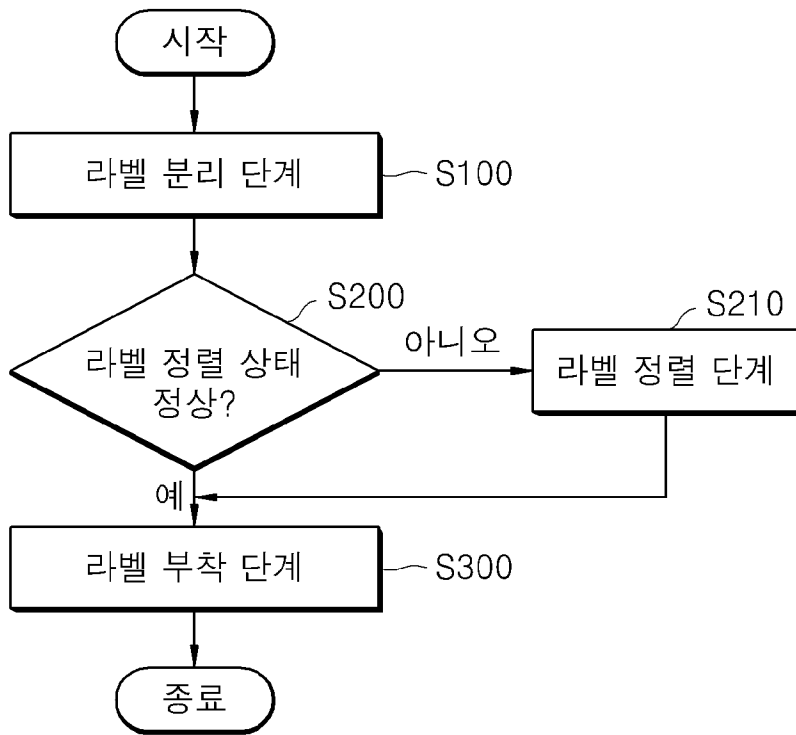 시작
라벨 분리 단계
S100
S200
라벨 정렬 상태
정상?
아니오
S210
라벨 정렬 단계
예
라벨 부착 단계
S300
종료